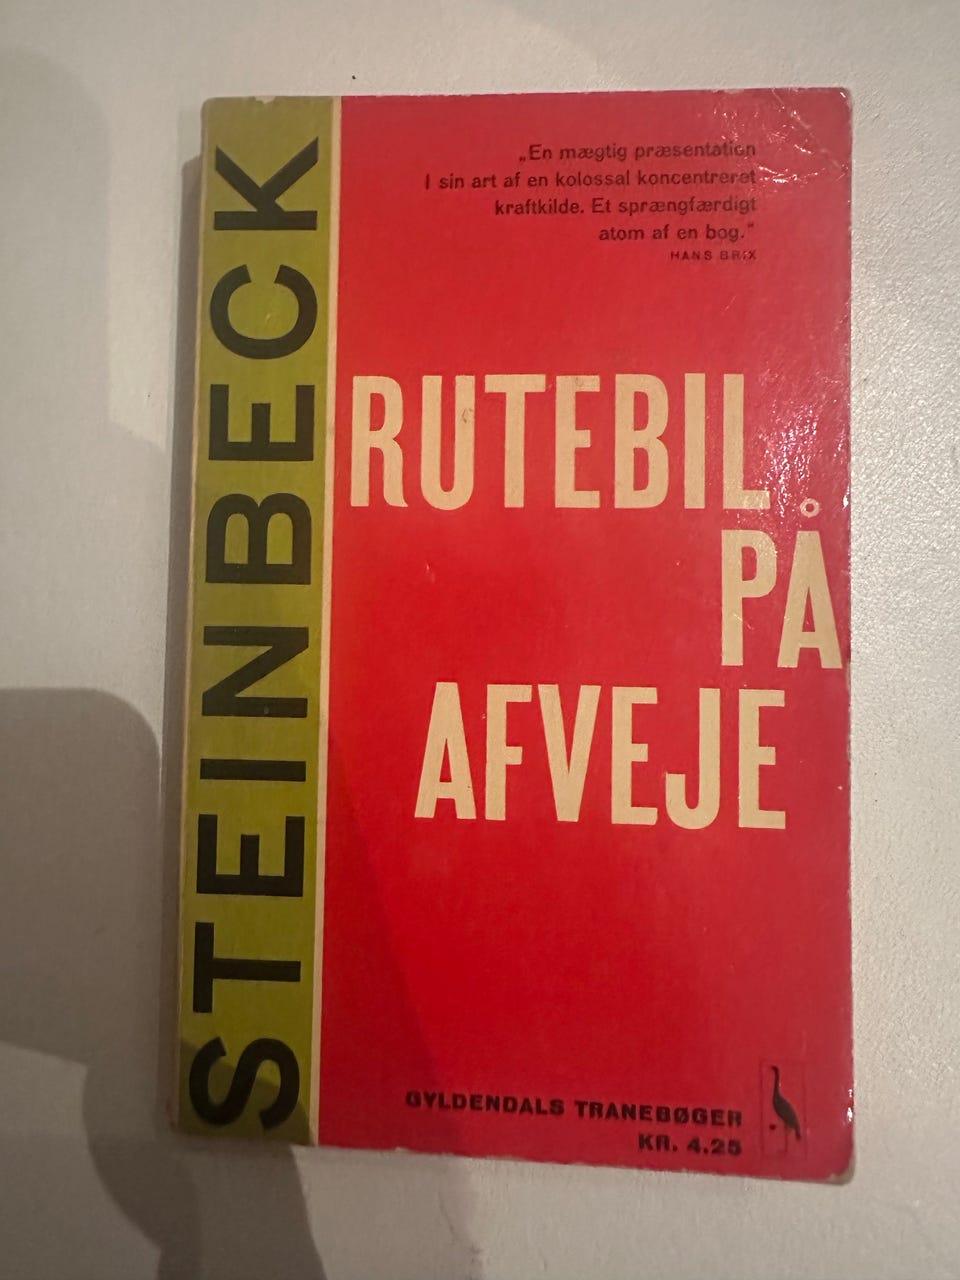 STEINBECK
„En mægtig præsentation
I sin art af en kolossal koncentreret
kraftkilde. Et sprængfærdigt
atom af en bog.“
HANS BRIX
RUTEBIL
PÅ
AFVEJE
GYLDENDALS TRANEBØGER
KR. 4.25